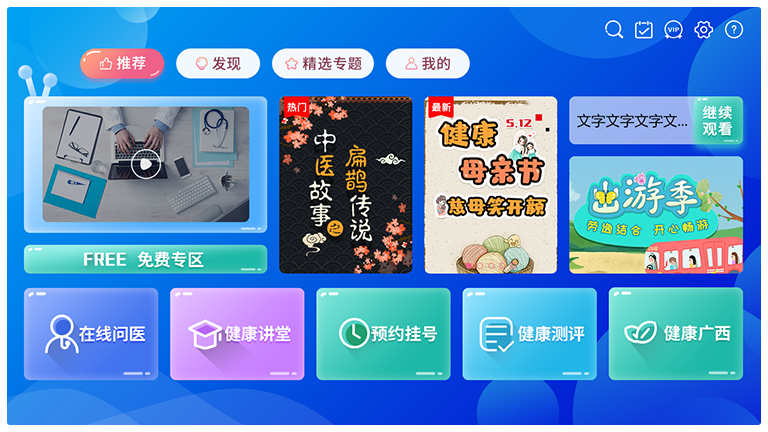 VIP
?
推荐
发现
精选专题
我的
热门
中医故事之
扁鹊传说
最新
5.12
健康
母亲节
慈母笑开颜
文字文字文字文...
继续
观看
山游季
劳逸结合 开心畅游
FREE 免费专区
在线问医
健康讲堂
预约挂号
健康测评
健康广西